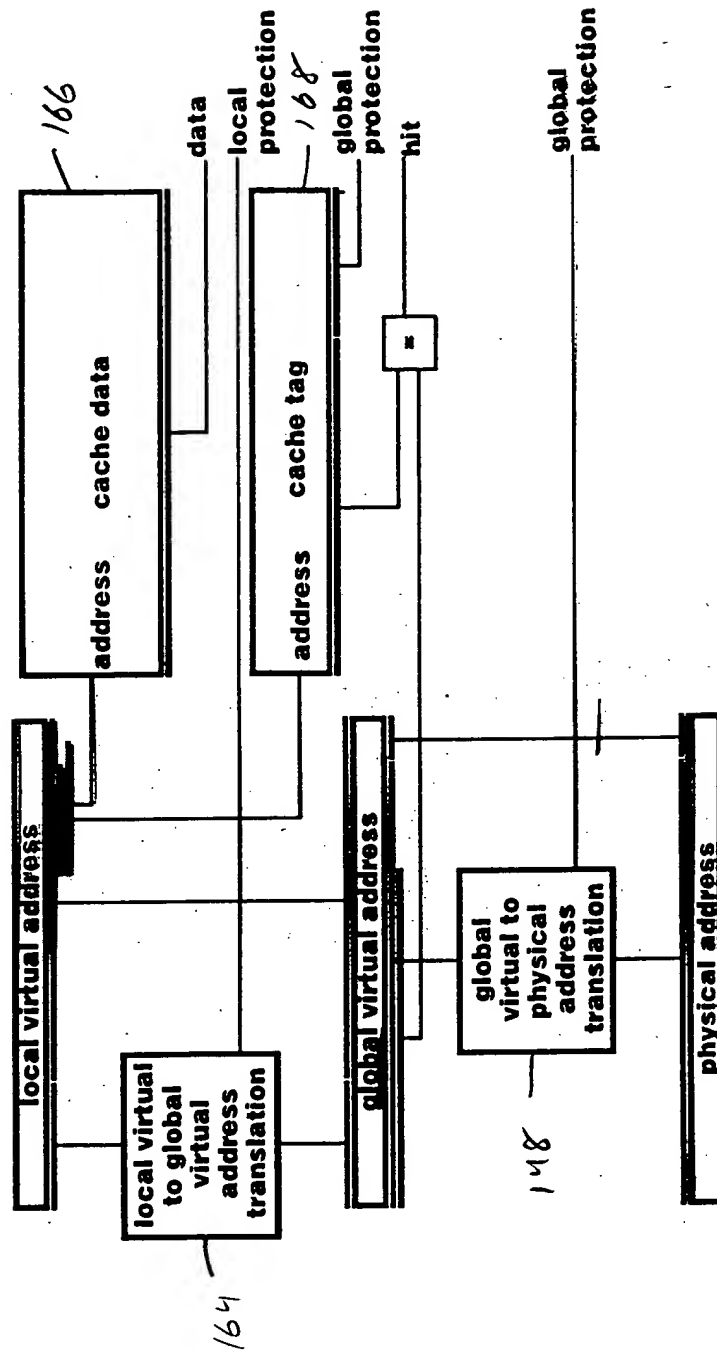 local virtual address
166
address cache data
data
local virtual
to global
virtual
address
translation
164
local
protection
address cache tag
168
global
protection
hit
=
global virtual address
global
virtual to
physical
address
translation
148
global
protection
physical address